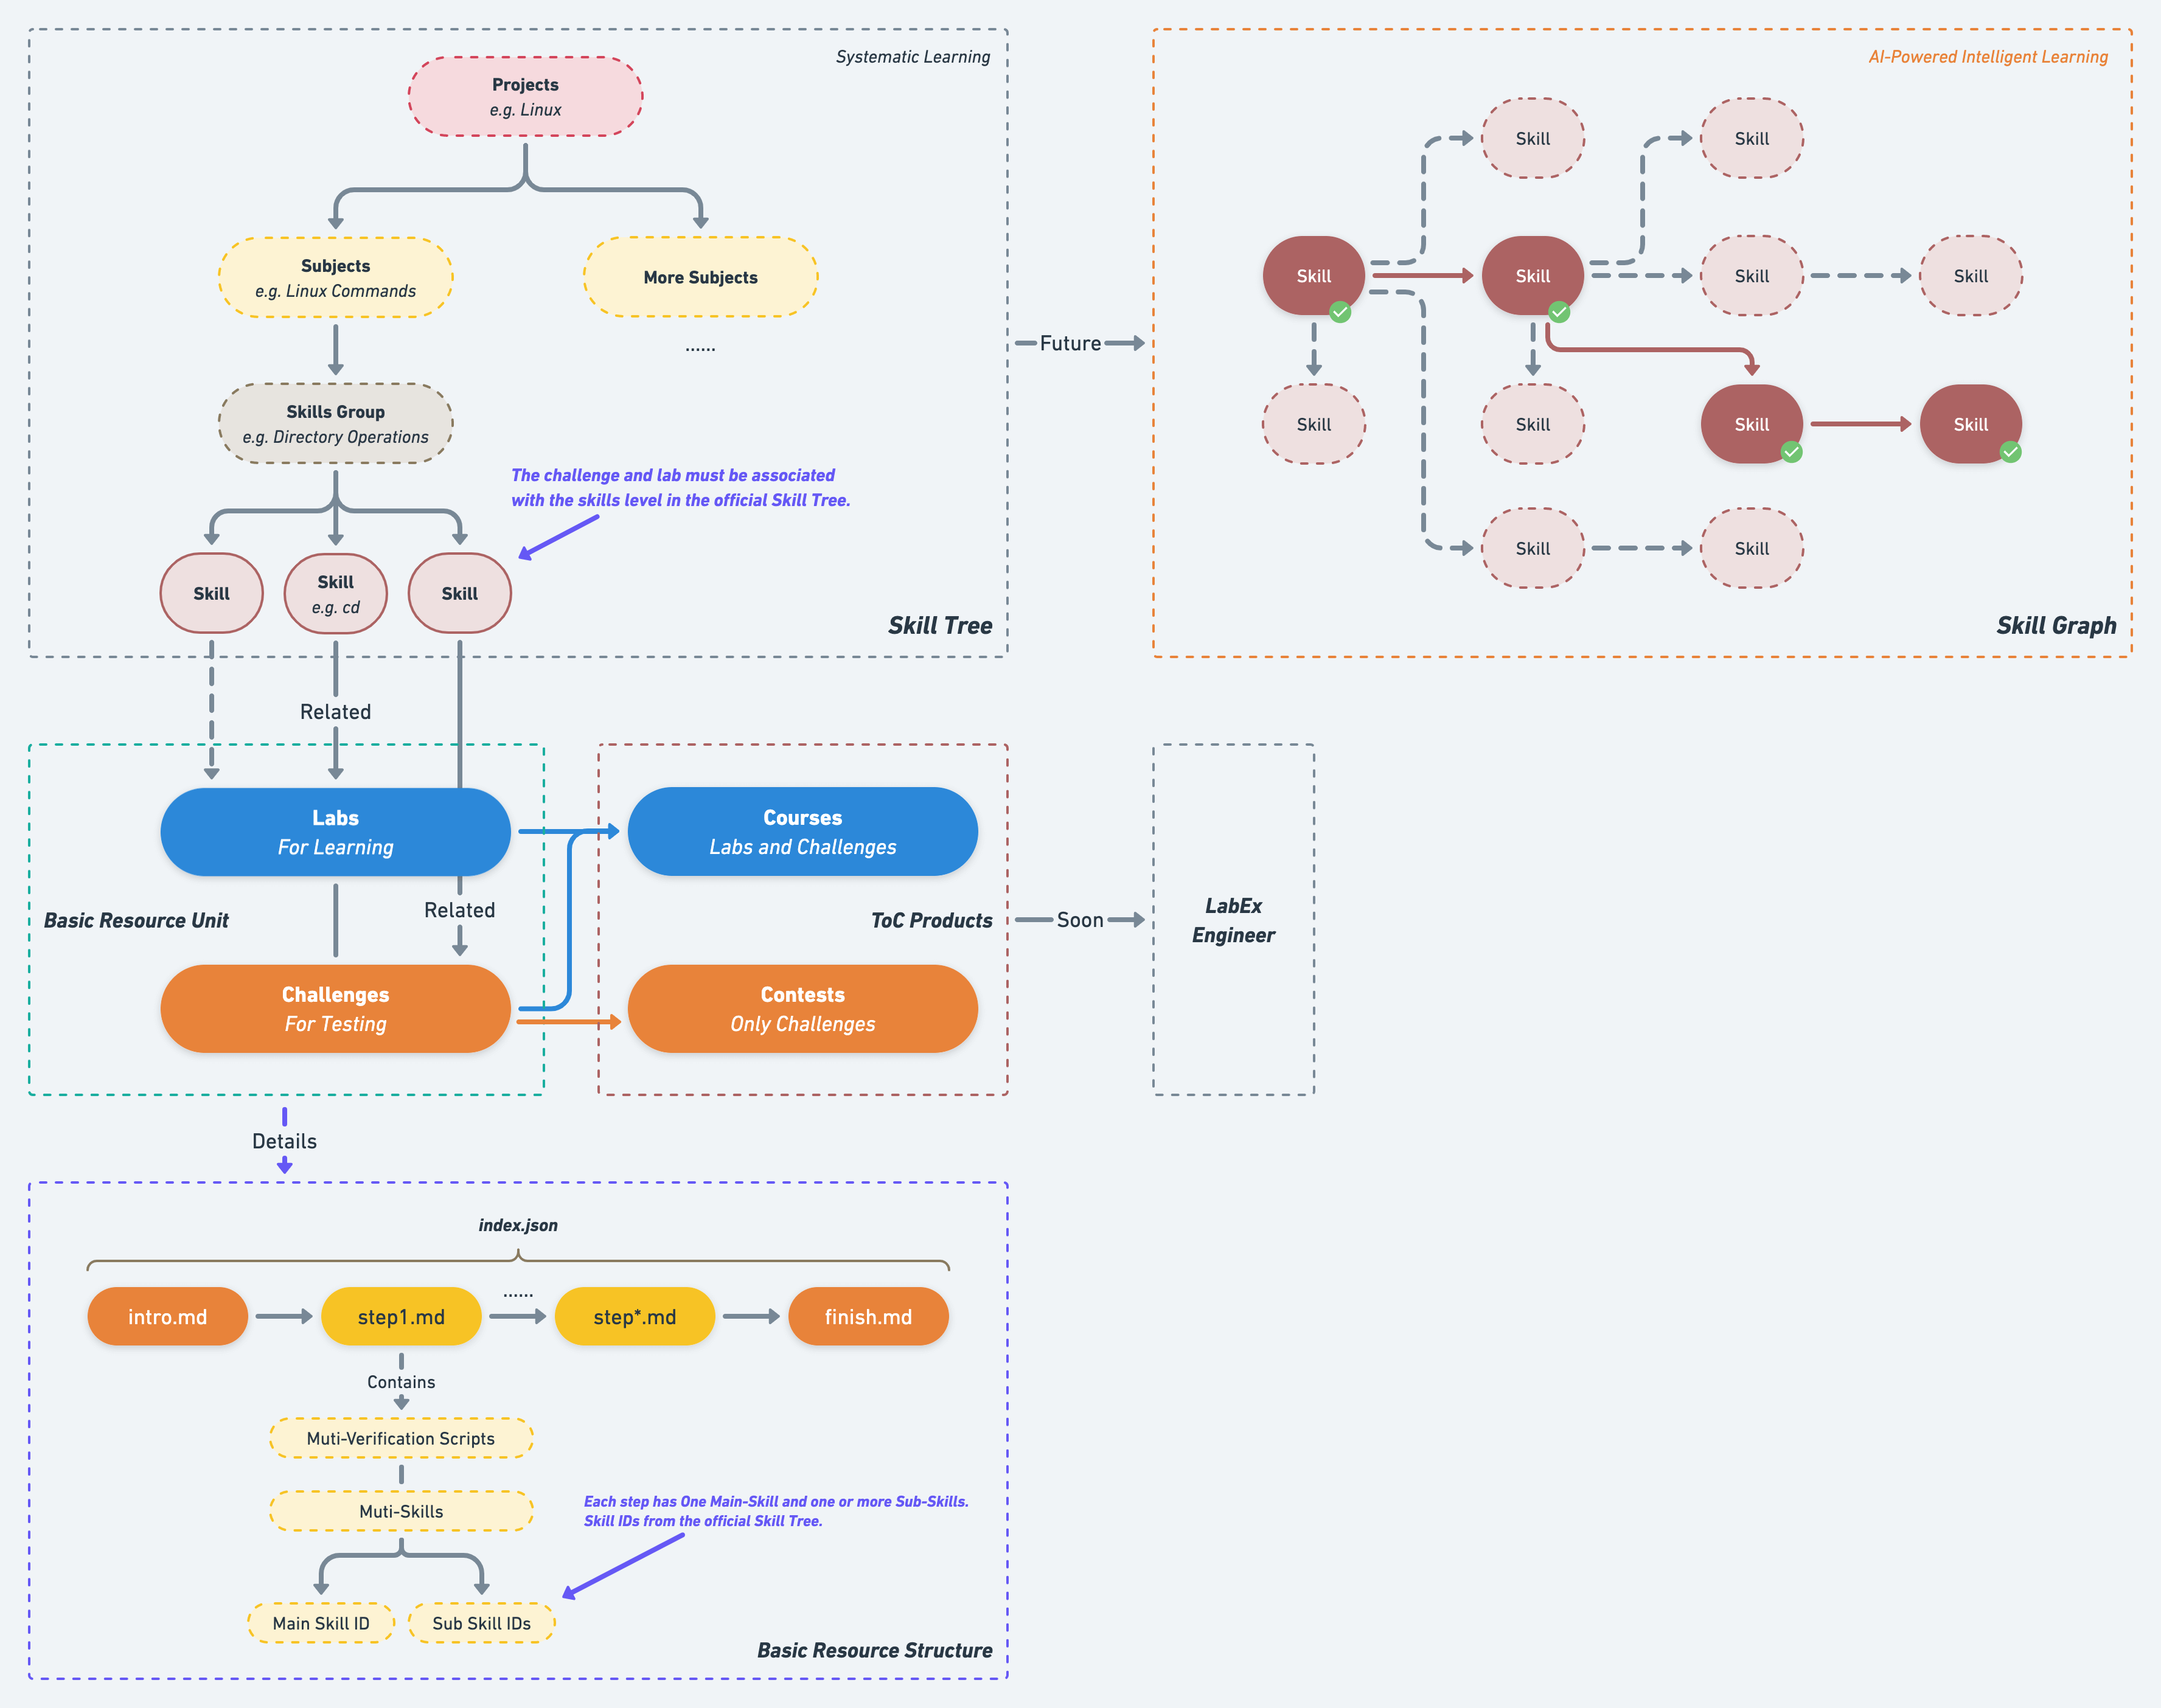 Systematic Learning
Projects
e.g. Linux
Subjects
e.g. Linux Commands
More Subjects
......
Skills Group
e.g. Directory Operations
The challenge and lab must be associated
with the skills level in the official Skill Tree.
Skill
Skill
e.g. cd
Skill
Skill Tree
Future
AI-Powered Intelligent Learning
Skill
Skill
Skill
Skill
Skill
Skill
Skill
Skill
Skill
Skill
Skill
Skill
Skill Graph
Related
Labs
For Learning
Basic Resource Unit
Related
Challenges
For Testing
Courses
Labs and Challenges
ToC Products
Contests
Only Challenges
Soon
LabEx
Engineer
Details
index.json
intro.md
step1.md
......
step*.md
finish.md
Contains
Muti-Verification Scripts
Muti-Skills
Each step has One Main-Skill and one or more Sub-Skills.
Skill IDs from the official Skill Tree.
Main Skill ID
Sub Skill IDs
Basic Resource Structure